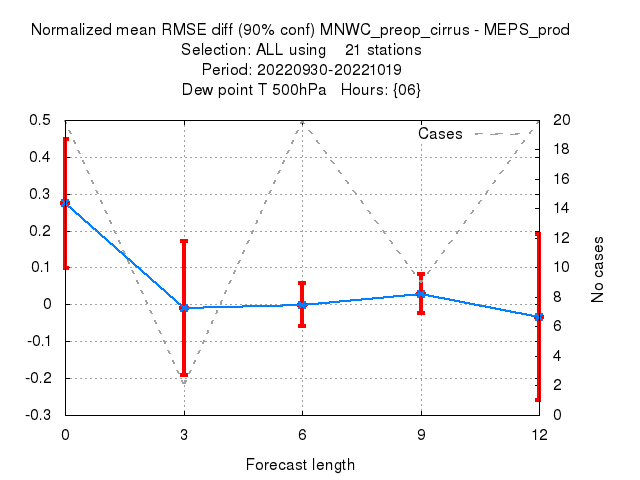 Normalized mean RMSE diff (90% conf) MNWC_preop_cirrus - MEPS_prod
Selection: ALL using 21 stations
Period: 20220930-20221019
Dew point T 500hPa Hours: {06}
Cases
0.5
0.4
0.3
0.2
0.1
0
-0.1
-0.2
-0.3
20
18
16
14
12
10
8
6
4
2
0
No cases
0 3 6 9 12
Forecast length